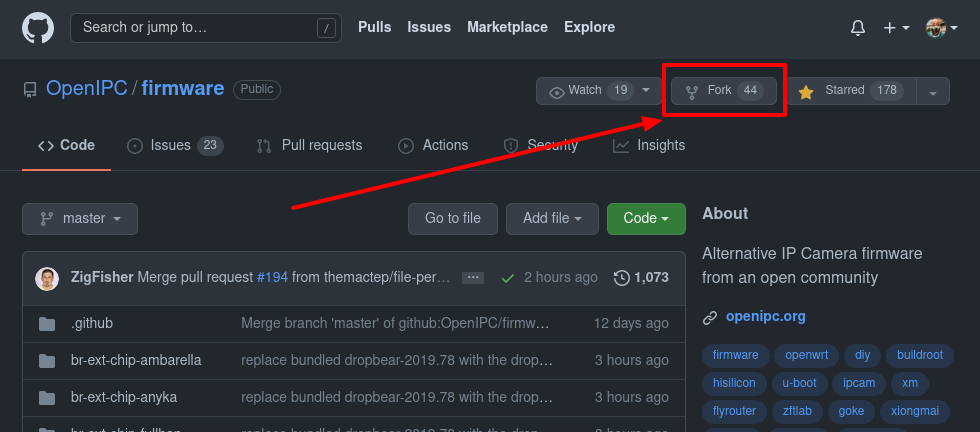 Search or jump to… /
Pulls Issues Marketplace Explore
OpenIPC / firmware Public
Watch 19 Fork 44 Starred 178
Code Issues 23 Pull requests Actions Security Insights
master Go to file Add file Code
About
Alternative IP Camera firmware
from an open community
openipc.org
firmware openwrt diy buildroot
hisilicon u-boot ipcam xm
flyrouter zftlab goke xiongmai
ZigFisher Merge pull request #194 from themactep/file-per… ... 2 hours ago 1,073
.github Merge branch 'master' of github:OpenIPC/firmw… 12 days ago
br-ext-chip-ambarella replace bundled dropbear-2019.78 with the drop… 3 hours ago
br-ext-chip-anyka replace bundled dropbear-2019.78 with the drop… 3 hours ago